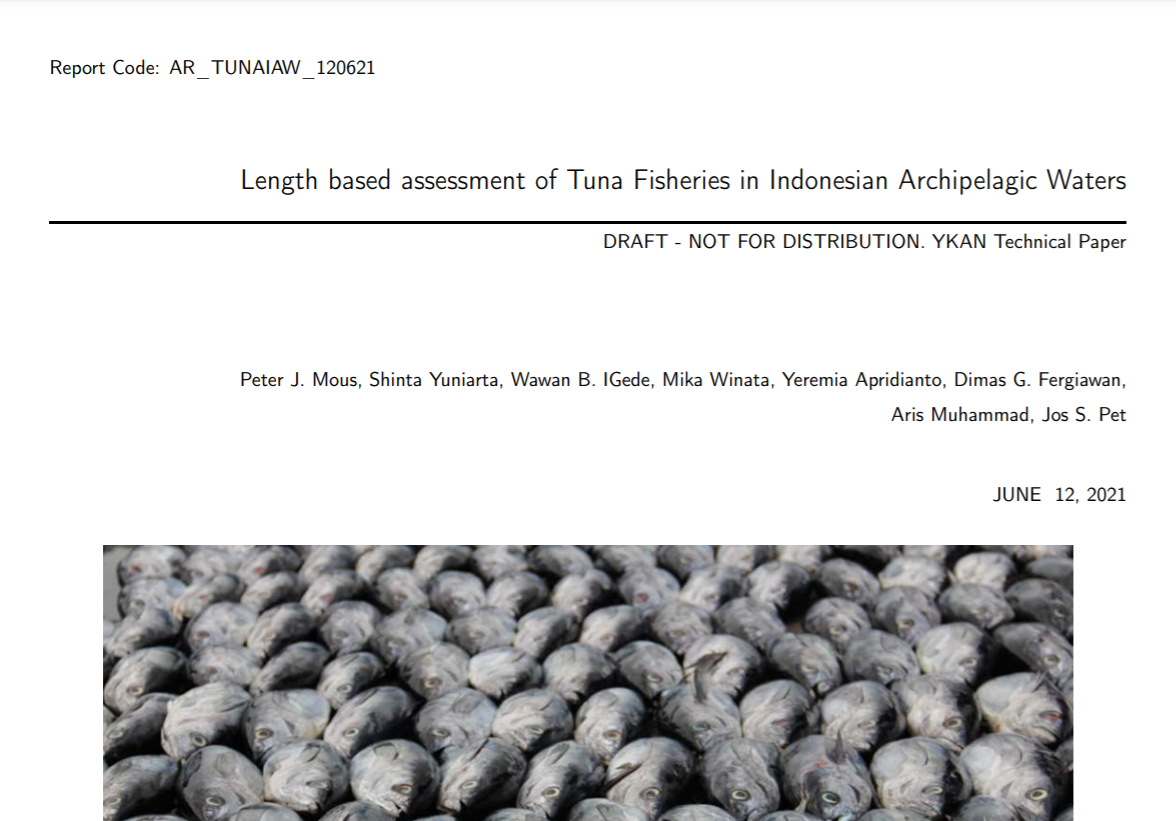 Report Code: AR_TUNAIAW_120621
Length based assessment of Tuna Fisheries in Indonesian Archipelagic Waters
DRAFT - NOT FOR DISTRIBUTION. YKAN Technical Paper
Peter J. Mous, Shinta Yuniarta, Wawan B. IGede, Mika Winata, Yeremia Apridianto, Dimas G. Fergiawan,
Aris Muhammad, Jos S. Pet
JUNE 12, 2021